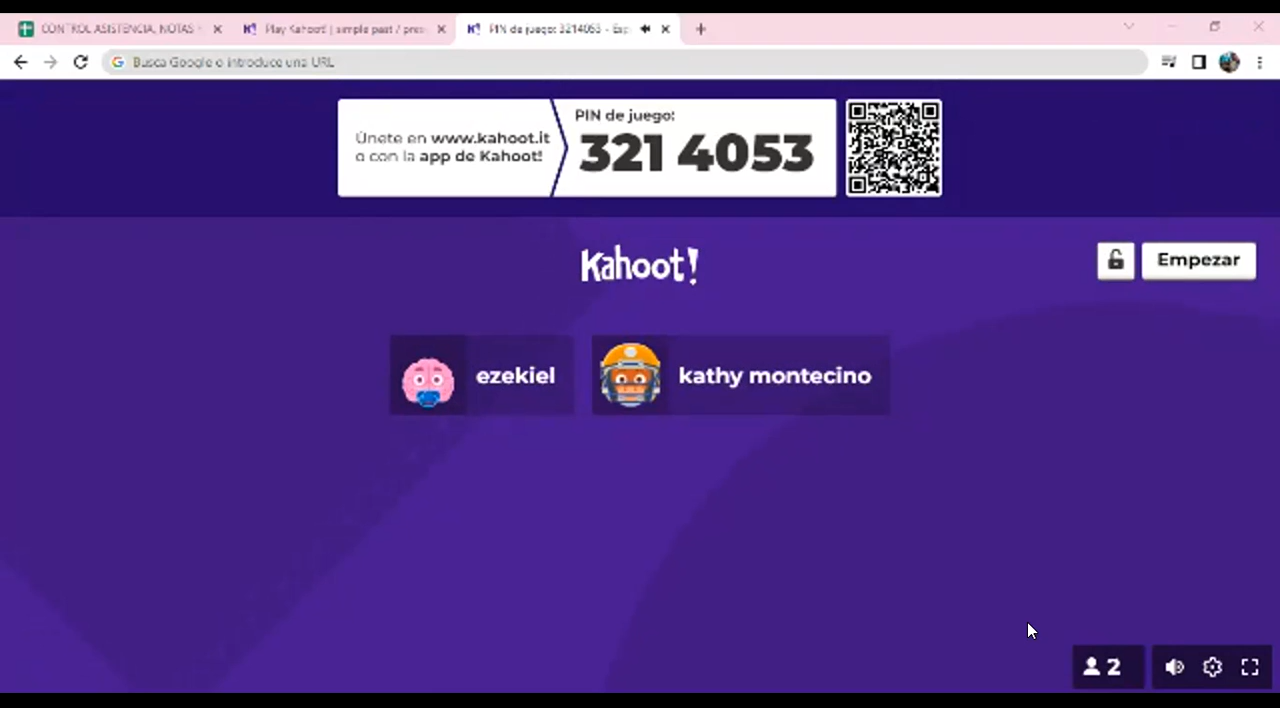 CONTROL ASISTENCIA, NOTAS
Play Kahoot! | simple past / pres
PIN de juego: 3214053 - Esp
Busca Google o introduce una URL
Únete en www.kahoot.it
o con la app de Kahoot!
PIN de juego:
321 4053
Kahoot!
Empezar
ezekiel
kathy montecino
2